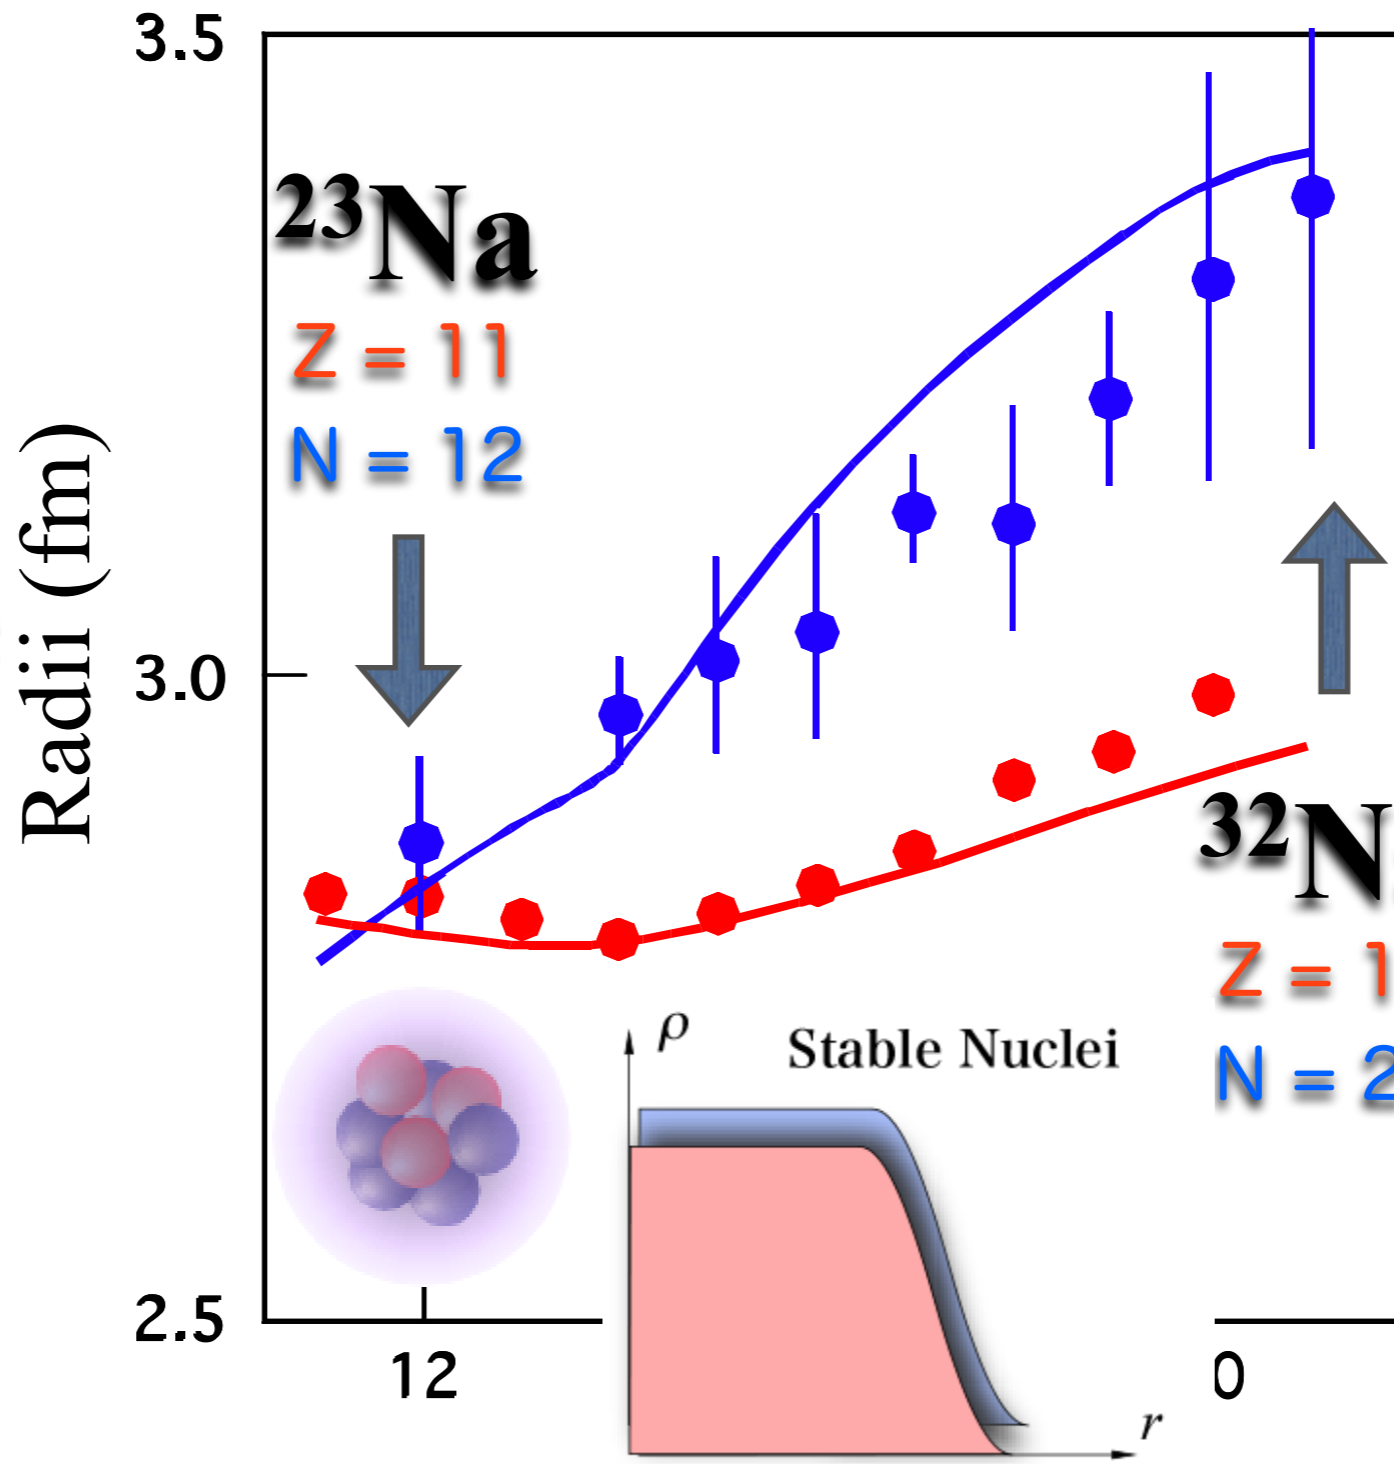 3.5
23Na
Z = 11
N = 12
Radii (fm)
3.0
32N
Z = 1
N = 2
ρ
Stable Nuclei
2.5
12
0
r